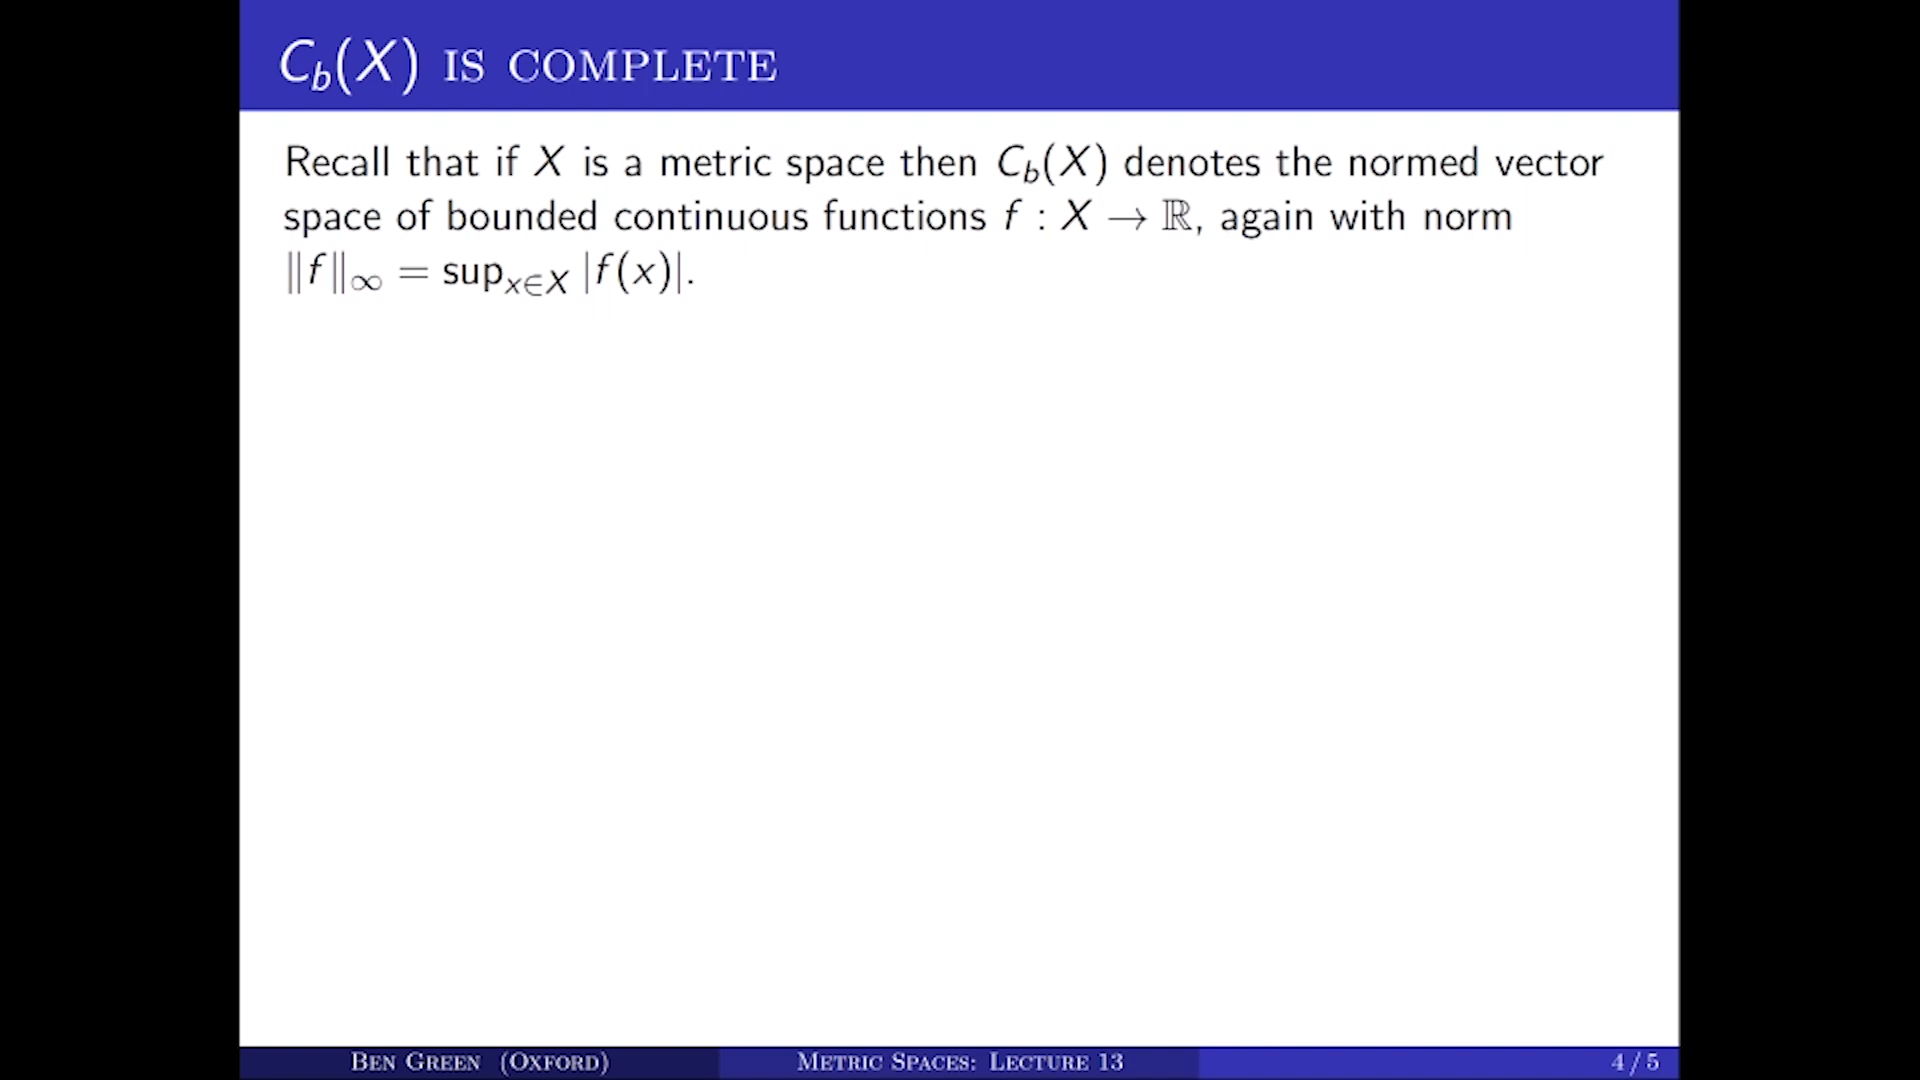 C_b(X) IS COMPLETE
Recall that if X is a metric space then C_b(X) denotes the normed vector
space of bounded continuous functions f : X → ℝ, again with norm
‖f‖_∞ = sup_{x∈X} |f(x)|.
BEN GREEN (OXFORD) METRIC SPACES: LECTURE 13 4 / 5